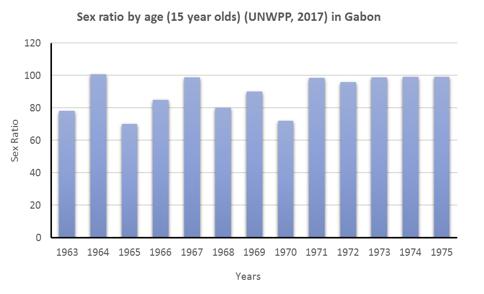 Sex ratio by age (15 year olds) (UNWPP, 2017) in Gabon
120
100
80
60
40
20
0
Sex Ratio
1963 1964 1965 1966 1967 1968 1969 1970 1971 1972 1973 1974 1975
Years